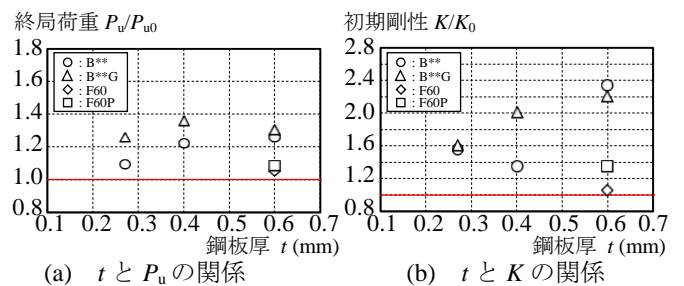 終局荷重 Pu/Pu0
1.8
1.6
1.4
1.2
1.0
0.8
○ : B**
△ : B**G
◇ : F60
□ : F60P
0.1 0.2 0.3 0.4 0.5 0.6 0.7
鋼板厚 t (mm)
(a) t と Pu の関係
初期剛性 K/K0
2.8
2.4
2.0
1.6
1.2
0.8
○ : B**
△ : B**G
◇ : F60
□ : F60P
0.1 0.2 0.3 0.4 0.5 0.6 0.7
鋼板厚 t (mm)
(b) t と K の関係